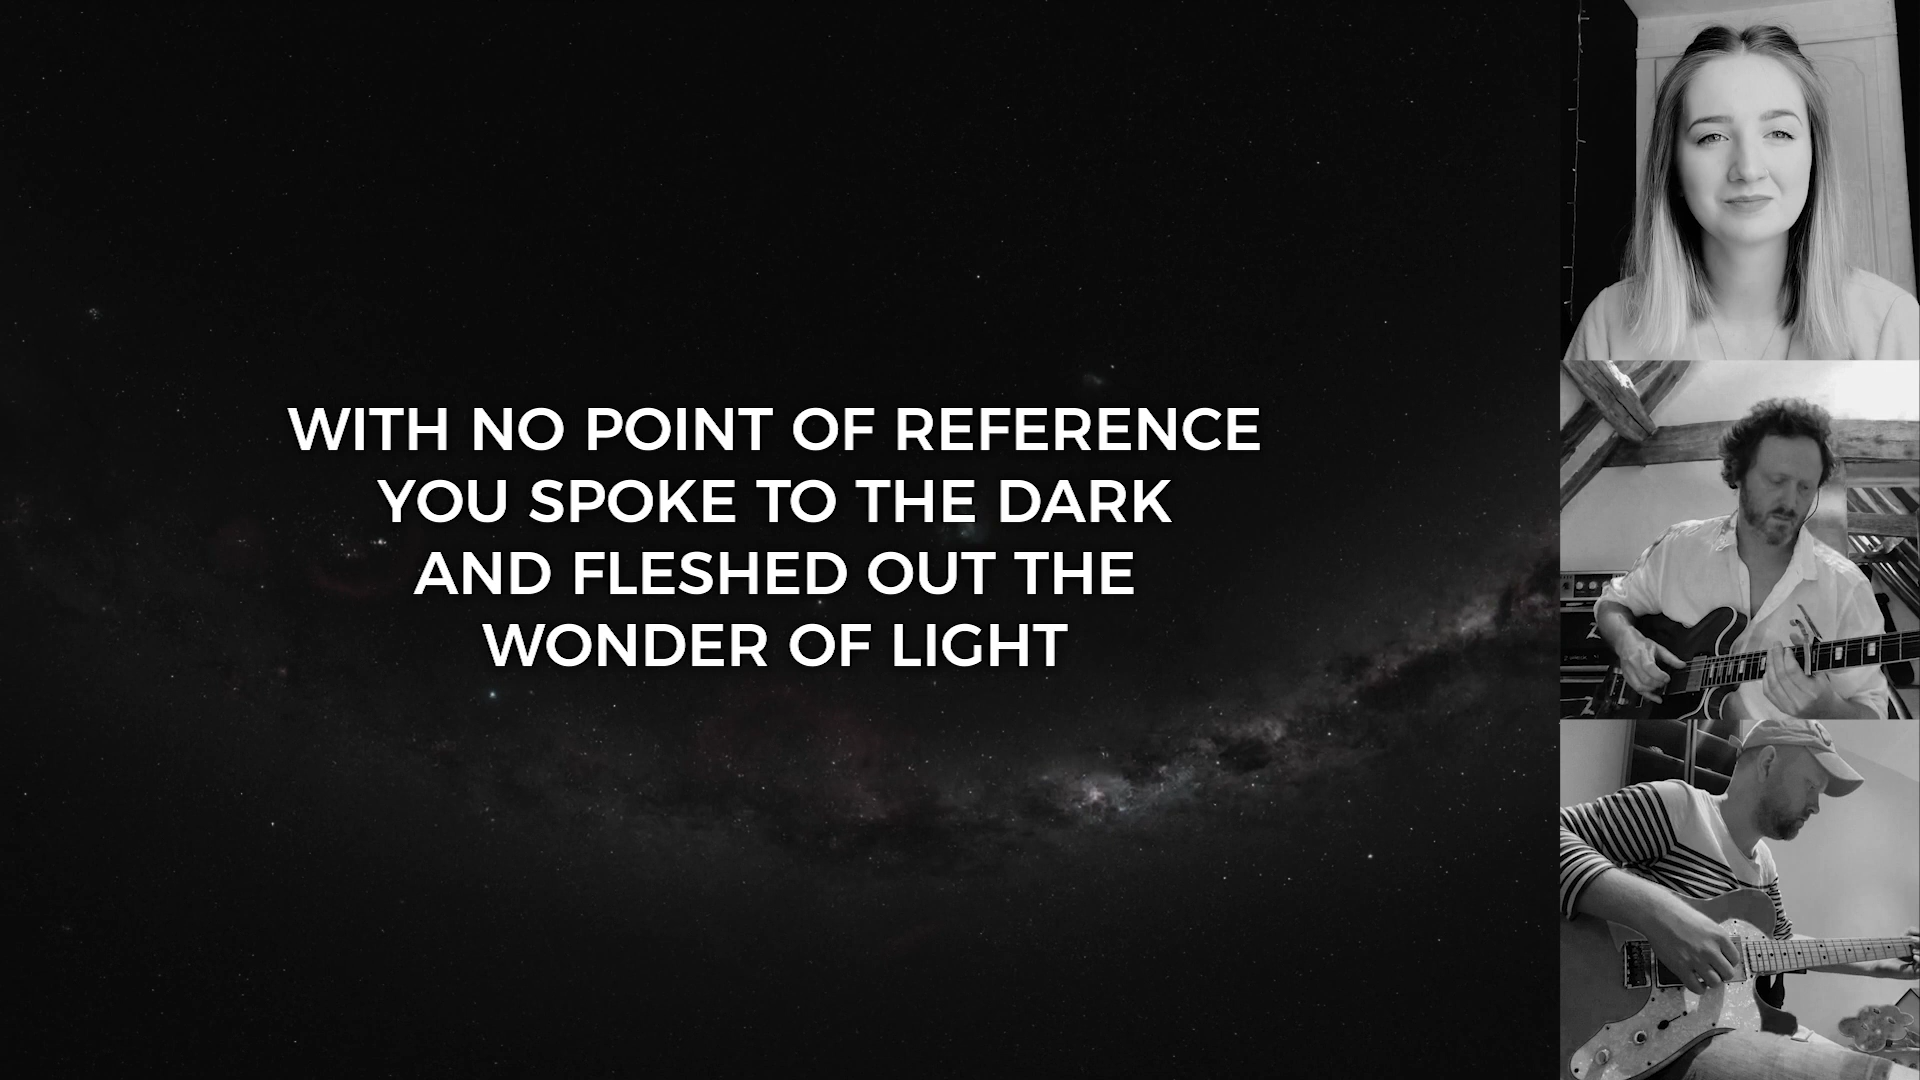 WITH NO POINT OF REFERENCE
YOU SPOKE TO THE DARK
AND FLESHED OUT THE
WONDER OF LIGHT